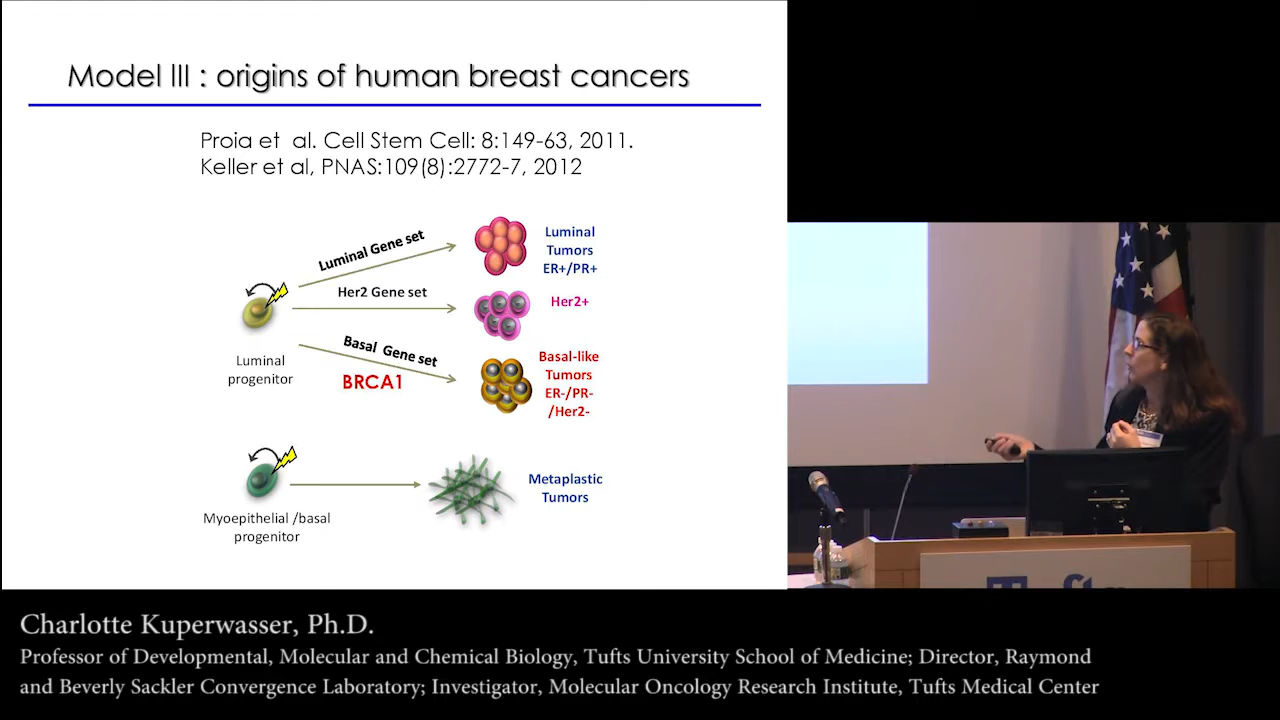 Model III : origins of human breast cancers
Proia et al. Cell Stem Cell: 8:149-63, 2011.
Keller et al, PNAS:109(8):2772-7, 2012
Luminal Gene set
Luminal
Tumors
ER+/PR+
Her2 Gene set
Her2+
Luminal
progenitor
Basal Gene set
BRCA1
Basal-like
Tumors
ER-/PR-
/Her2-
Myoepithelial /basal
progenitor
Metaplastic
Tumors
Charlotte Kuperwasser, Ph.D.
Professor of Developmental, Molecular and Chemical Biology, Tufts University School of Medicine; Director, Raymond
and Beverly Sackler Convergence Laboratory; Investigator, Molecular Oncology Research Institute, Tufts Medical Center